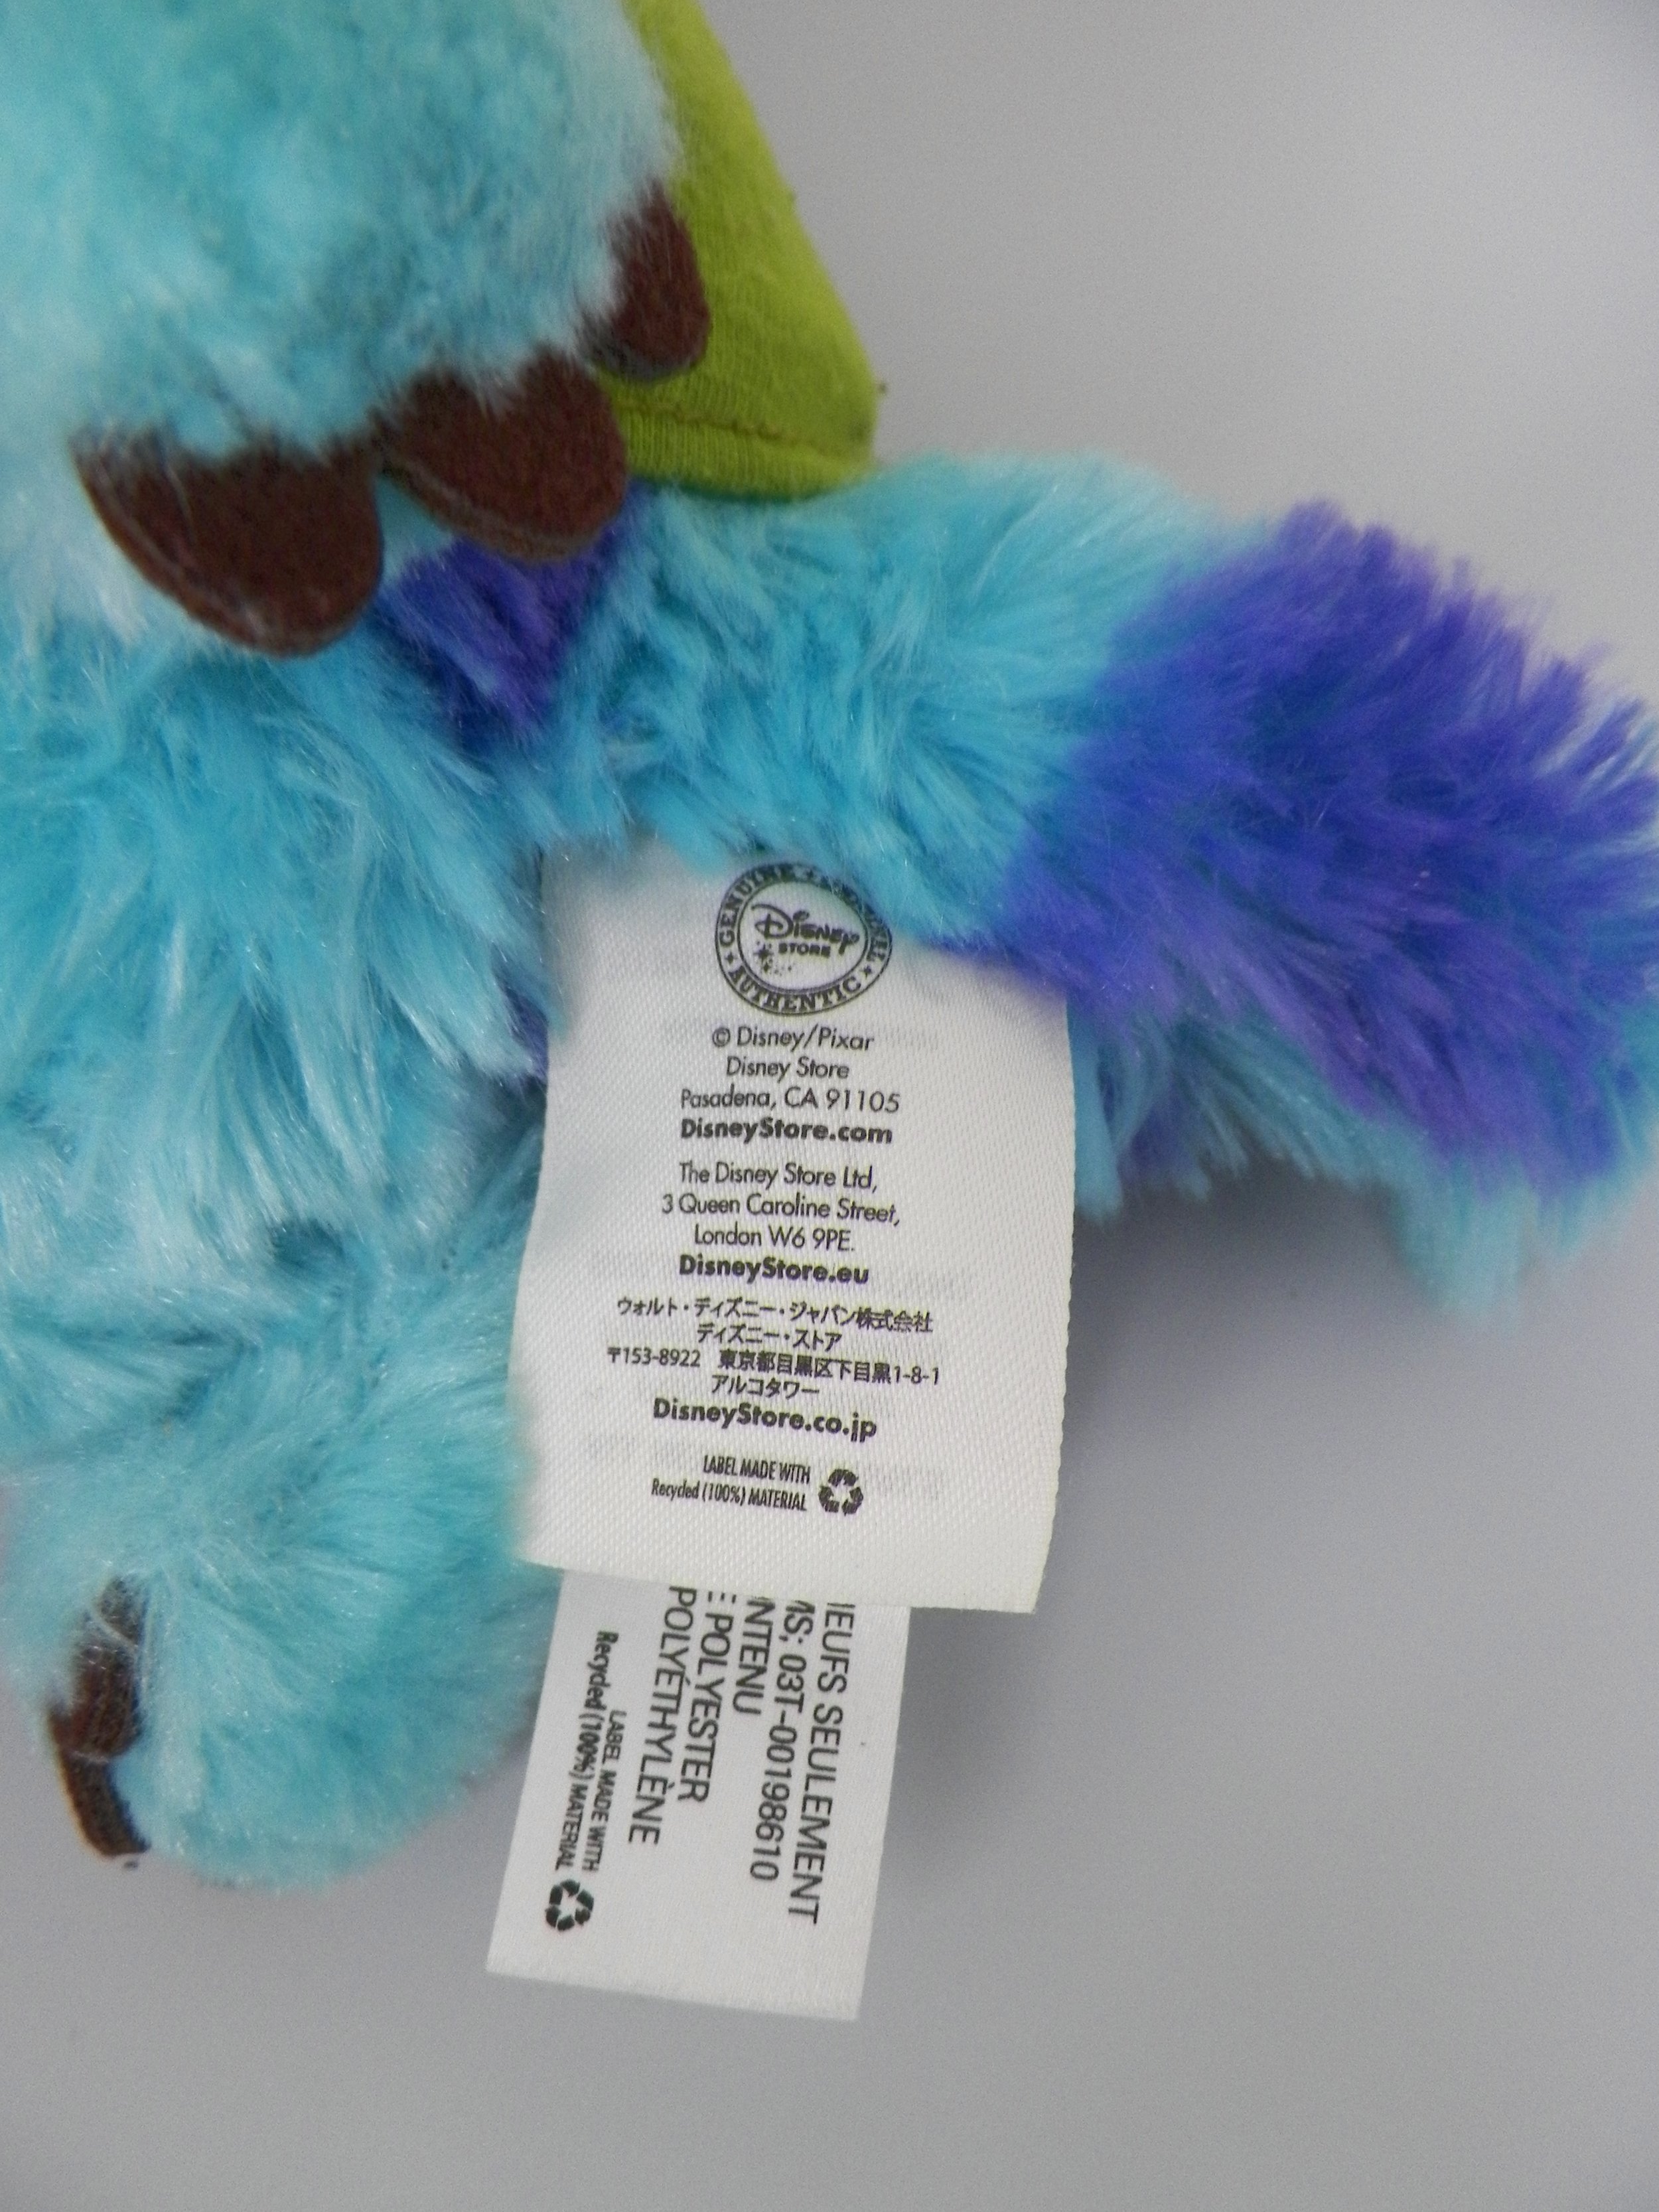 GENUINE ORIGINAL AUTHENTIC
Disney
STORE
© Disney/Pixar
Disney Store
Pasadena, CA 91105
DisneyStore.com
The Disney Store Ltd,
3 Queen Caroline Street,
London W6 9PE.
DisneyStore.eu
ウォルト・ディズニー・ジャパン株式会社
ディズニー・ストア
〒153-8922 東京都目黒区下目黒1-8-1
アルコタワー
DisneyStore.co.jp
LABEL MADE WITH
Recycled (100%) MATERIAL
SEULEMENT
03T-00198610
POLYESTER
POLYÉTHYLÈNE
LABEL MADE WITH
Recycled (100%) MATERIAL